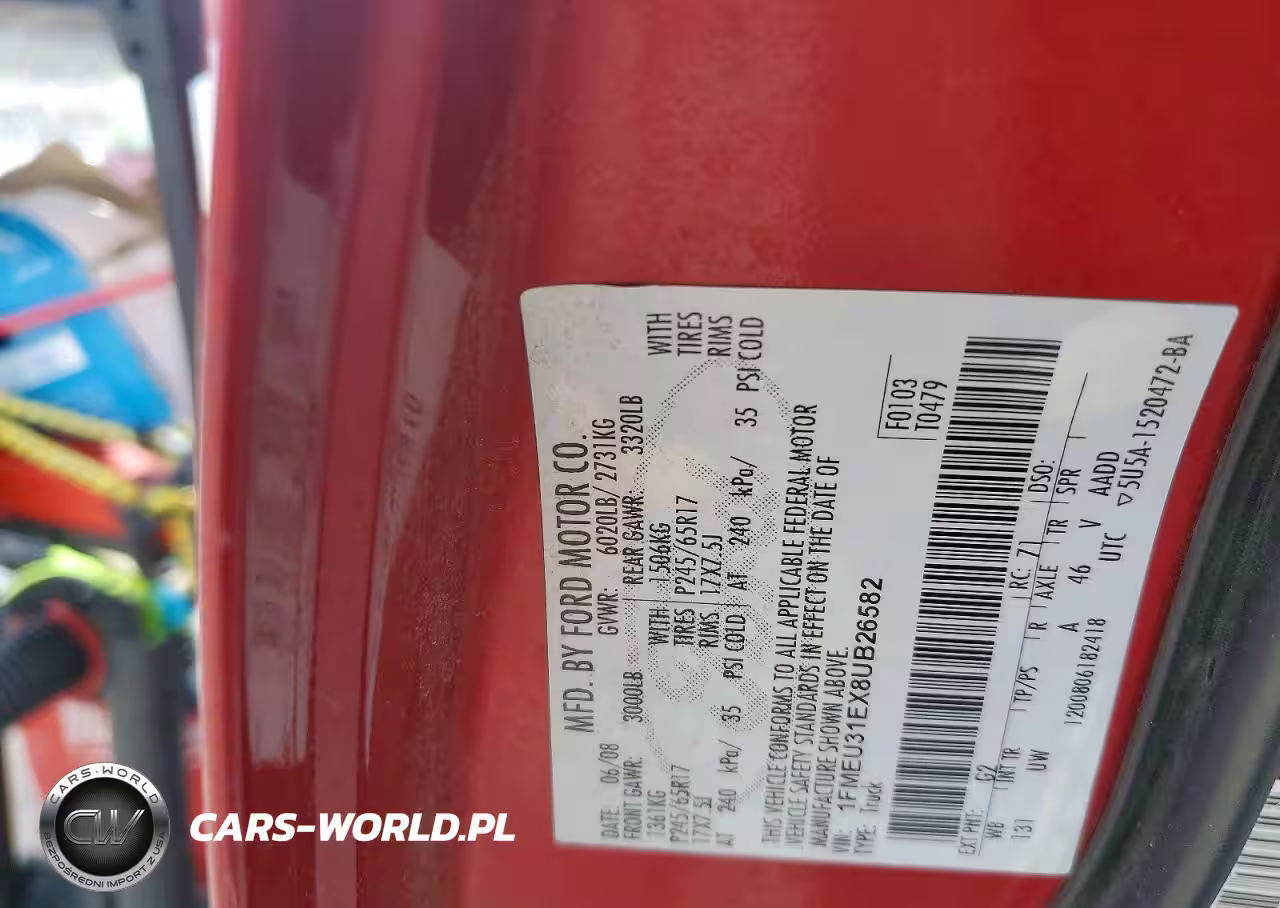 MFD. BY FORD MOTOR CO.
DATE: 06/08 GVWR: 6020LB/ 2731KG
FRONT GAWR: 3000LB REAR GAWR: 3320LB
1361KG WITH 1506KG WITH
P245/65R17 TIRES P245/65R17 TIRES
17X7.5J RIMS 17X7.5J RIMS
AT 240 kPa/ 35 PSI COLD AT 240 kPa/ 35 PSI COLD
THIS VEHICLE CONFORMS TO ALL APPLICABLE FEDERAL MOTOR
VEHICLE SAFETY STANDARDS IN EFFECT ON THE DATE OF
MANUFACTURE SHOWN ABOVE.
VIN: 1FMEU31EX8UB26582
TYPE: Truck
F0103
T0479
EXT PNT: G2 RC: 71 DSO:
WB INT TR TP/PS R AXLE TR SPR
131 UW A 46 V AADD
1200806182418 UTC
▽5U5A-1520472-BA
CARS-WORLD
CW
BEZPOŚREDNI IMPORT Z USA
CARS-WORLD.PL